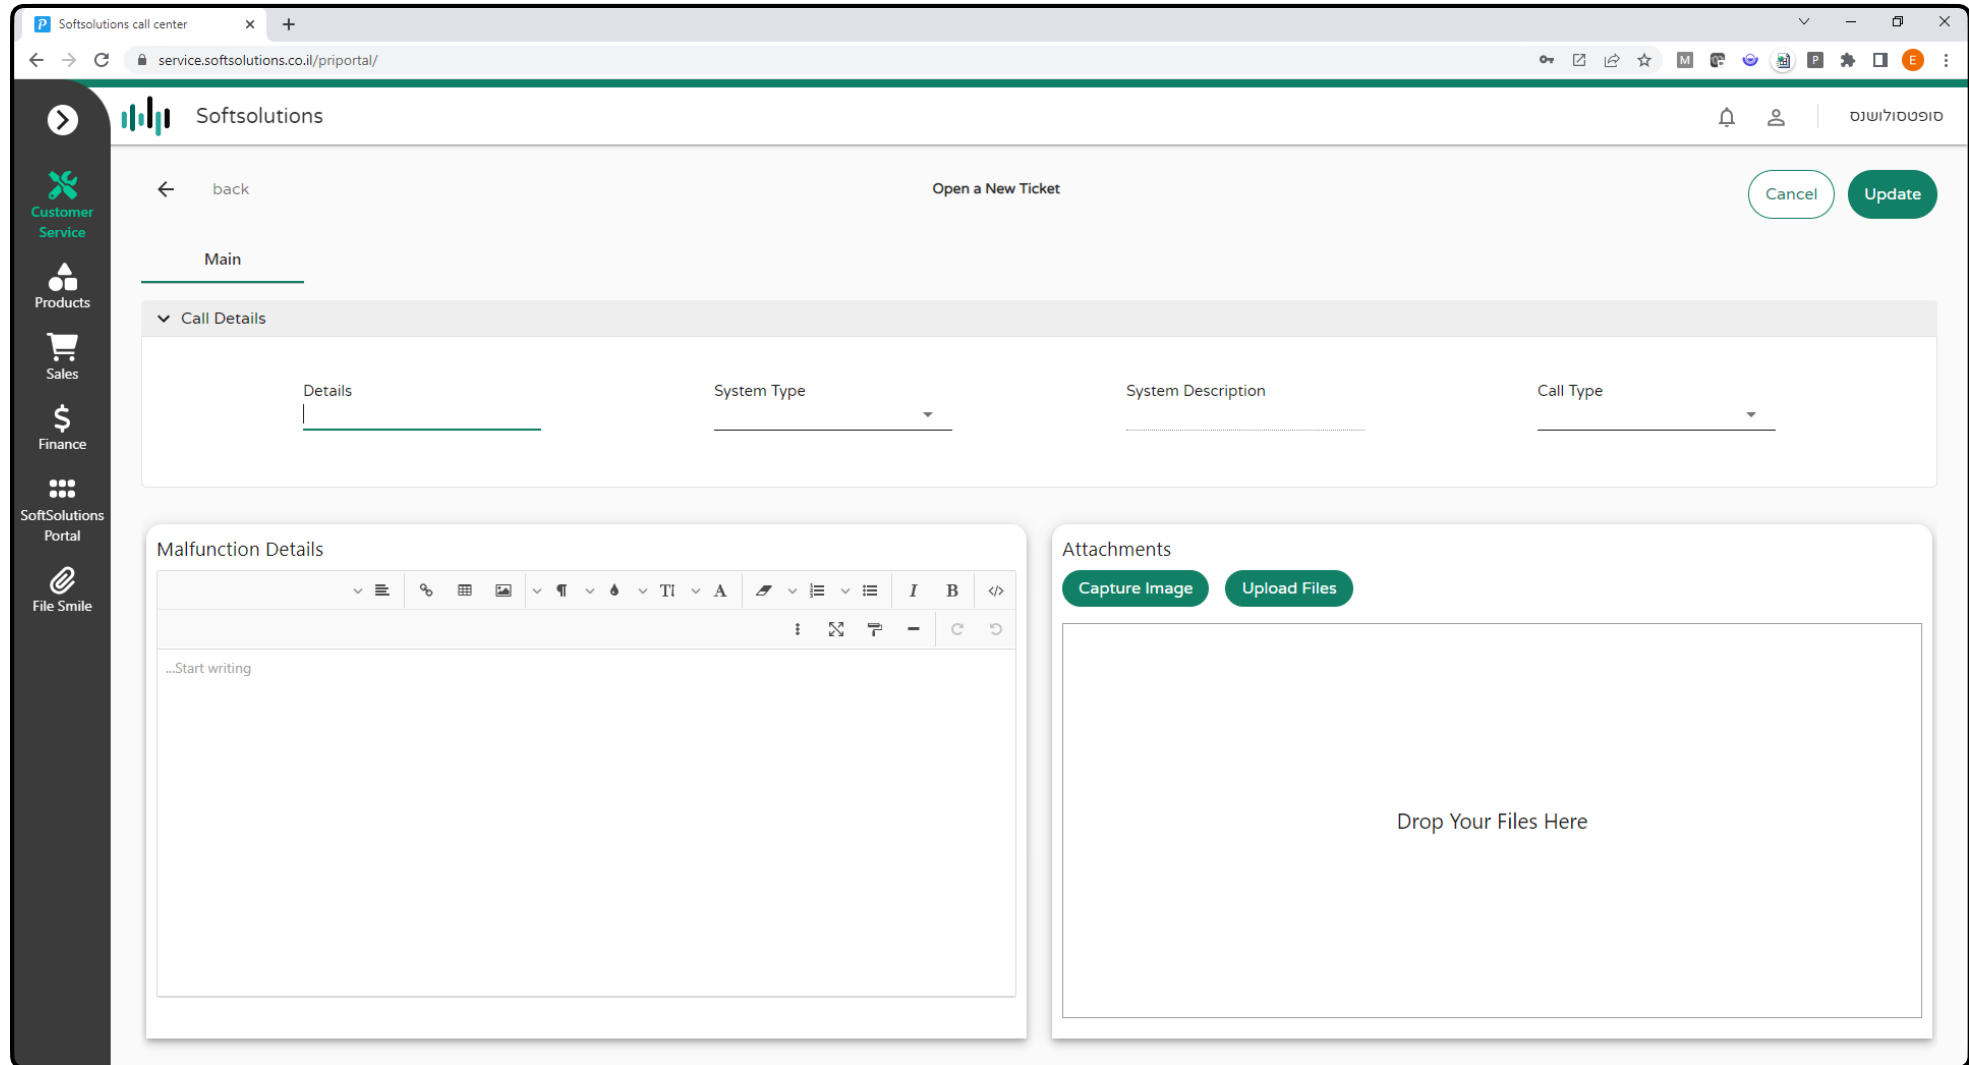 Softsolutions call center
service.softsolutions.co.il/priportal/
Softsolutions
סופטסולושנס
Customer
Service
Products
Sales
Finance
SoftSolutions
Portal
File Smile
back
Open a New Ticket
Cancel
Update
Main
Call Details
Details
System Type
System Description
Call Type
Malfunction Details
...Start writing
Attachments
Capture Image
Upload Files
Drop Your Files Here